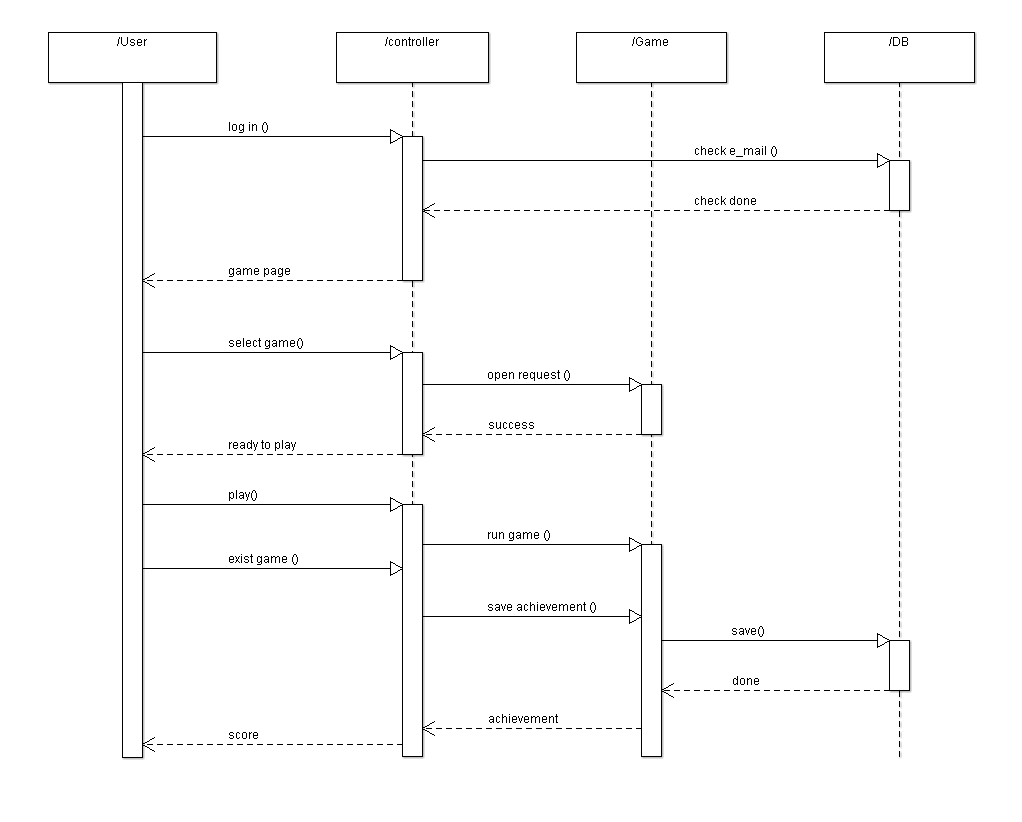 /User
/controller
/Game
/DB
log in ()
check e_mail ()
check done
game page
select game()
open request ()
success
ready to play
play()
run game ()
exist game ()
save achievement ()
save()
done
achievement
score